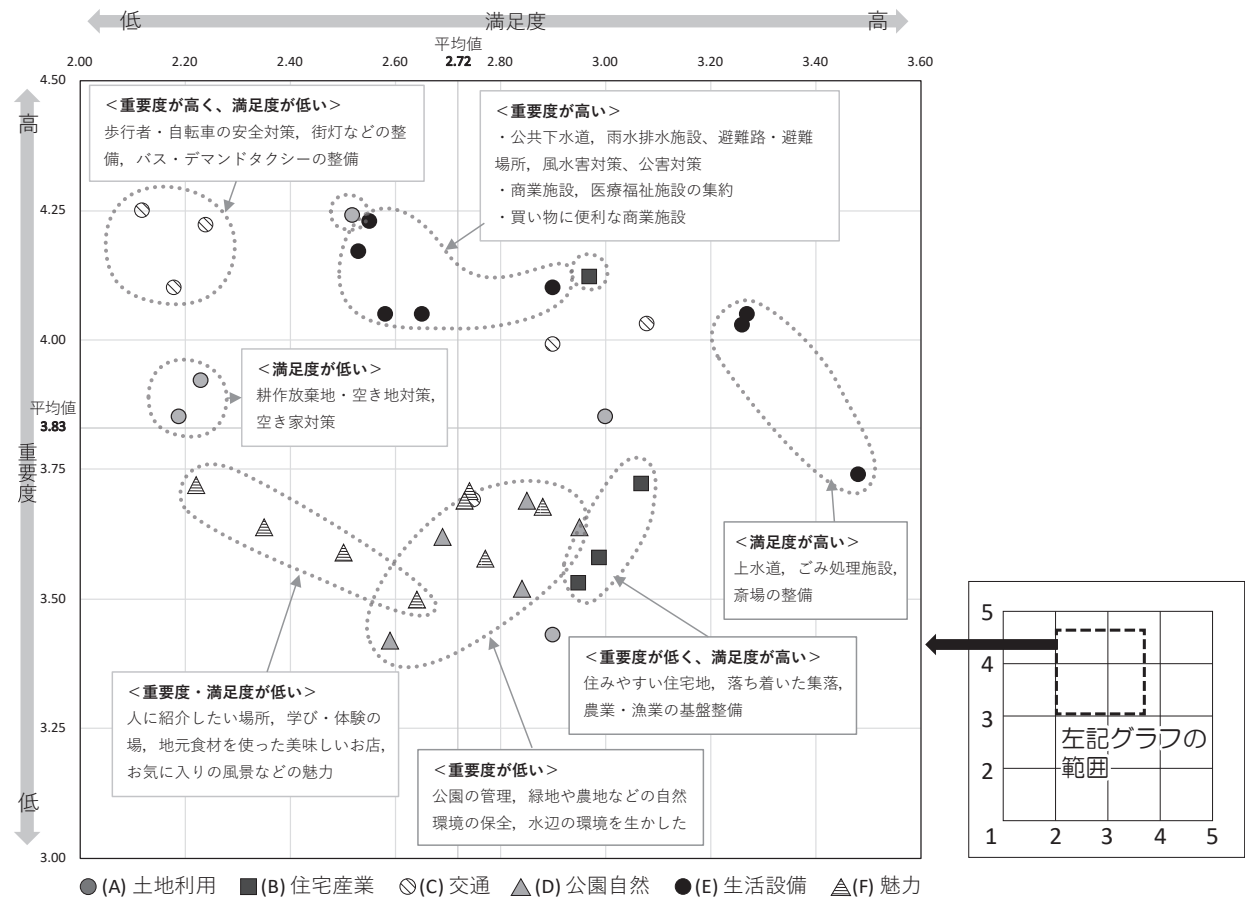 低 満足度 高
平均値
2.00 2.20 2.40 2.60 2.72 2.80 3.00 3.20 3.40 3.60
4.50
高
<重要度が高く、満足度が低い>
歩行者・自転車の安全対策，街灯などの整
備，バス・デマンドタクシーの整備
<重要度が高い>
・公共下水道，雨水排水施設、避難路・避難
場所，風水害対策、公害対策
・商業施設，医療福祉施設の集約
・買い物に便利な商業施設
4.25
4.00
<満足度が低い>
耕作放棄地・空き地対策，
空き家対策
平均値
3.83
重要度
3.75
<満足度が高い>
上水道，ごみ処理施設，
斎場の整備
3.50
<重要度が低く、満足度が高い>
住みやすい住宅地，落ち着いた集落，
農業・漁業の基盤整備
<重要度・満足度が低い>
人に紹介したい場所，学び・体験の
場，地元食材を使った美味しいお店，
お気に入りの風景などの魅力
3.25
<重要度が低い>
公園の管理，緑地や農地などの自然
環境の保全，水辺の環境を生かした
低
3.00
(A) 土地利用 (B) 住宅産業 (C) 交通 (D) 公園自然 (E) 生活設備 (F) 魅力
5
4
3
左記グラフの
範囲
2
1 2 3 4 5